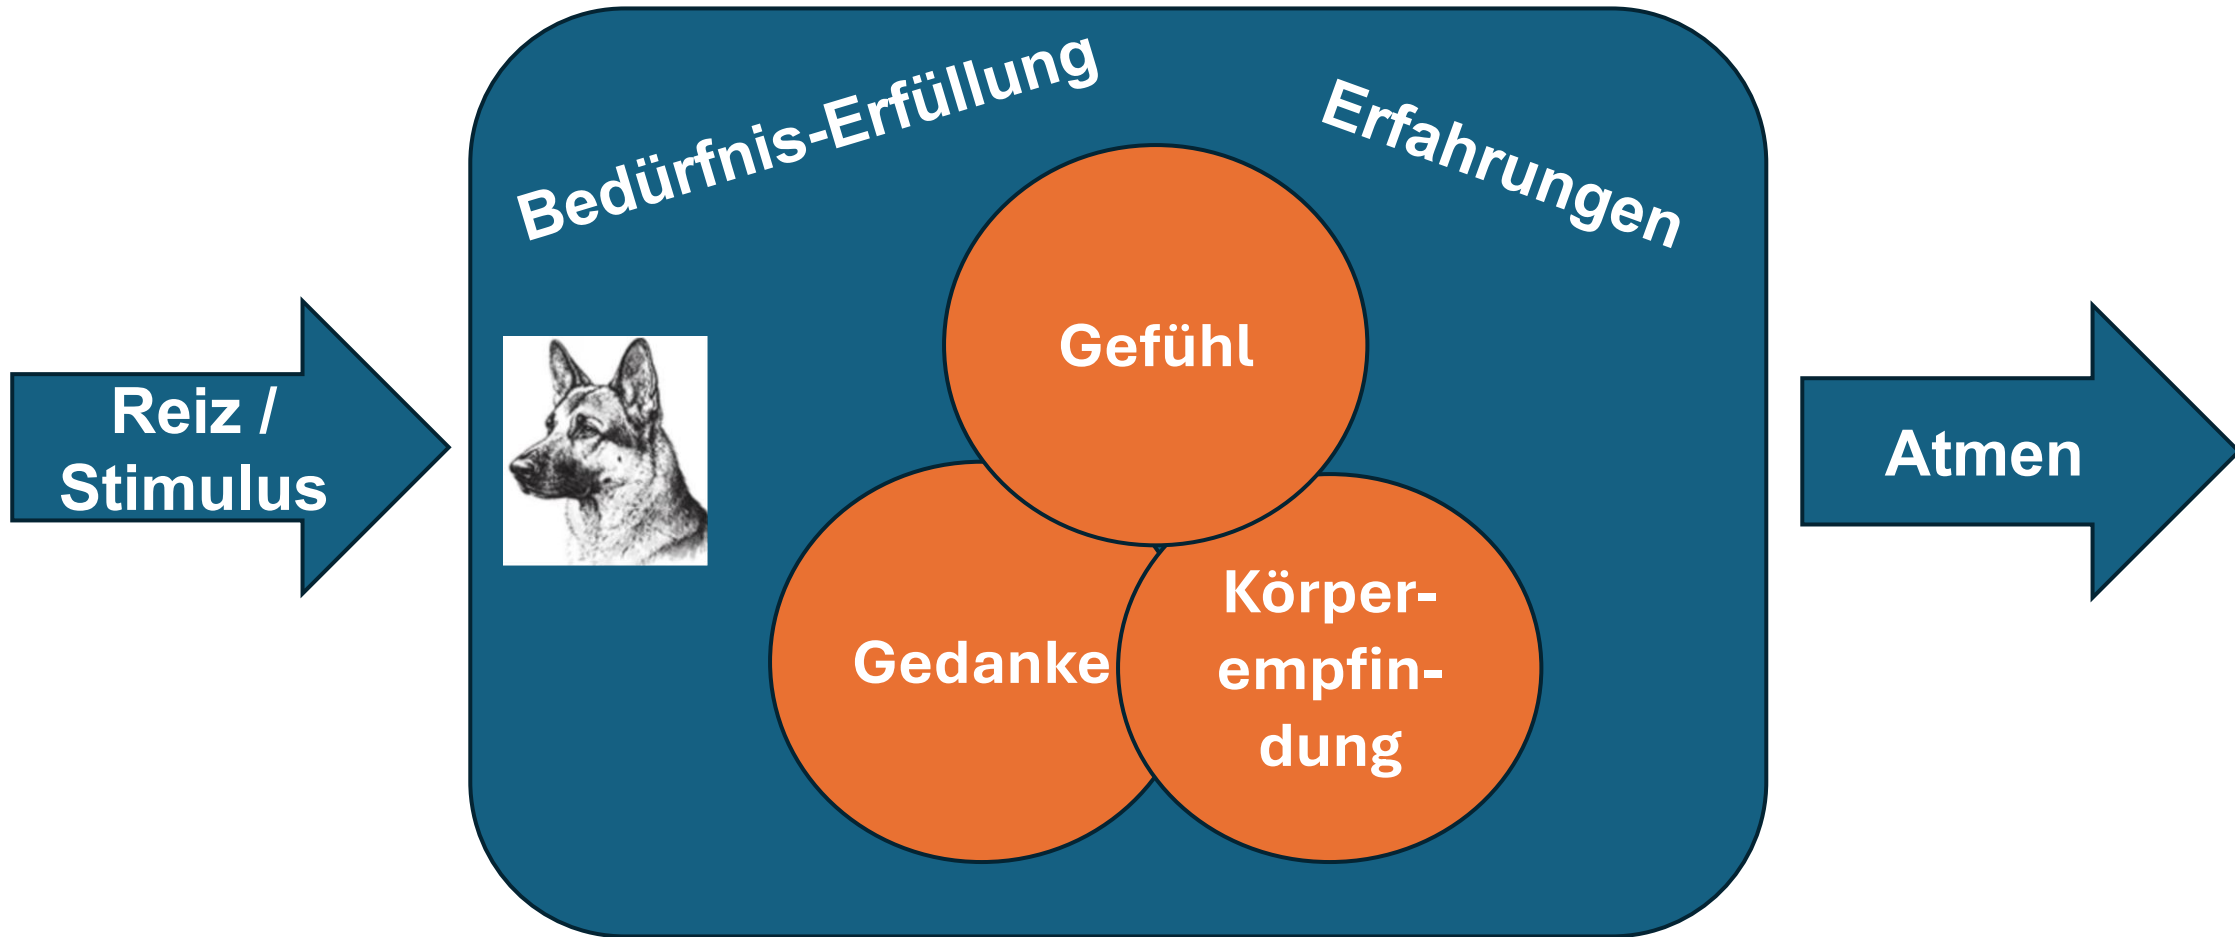 Bedürfnis-Erfüllung
Erfahrungen
Reiz /
Stimulus
Gefühl
Gedanke
Körper-
empfin-
dung
Atmen